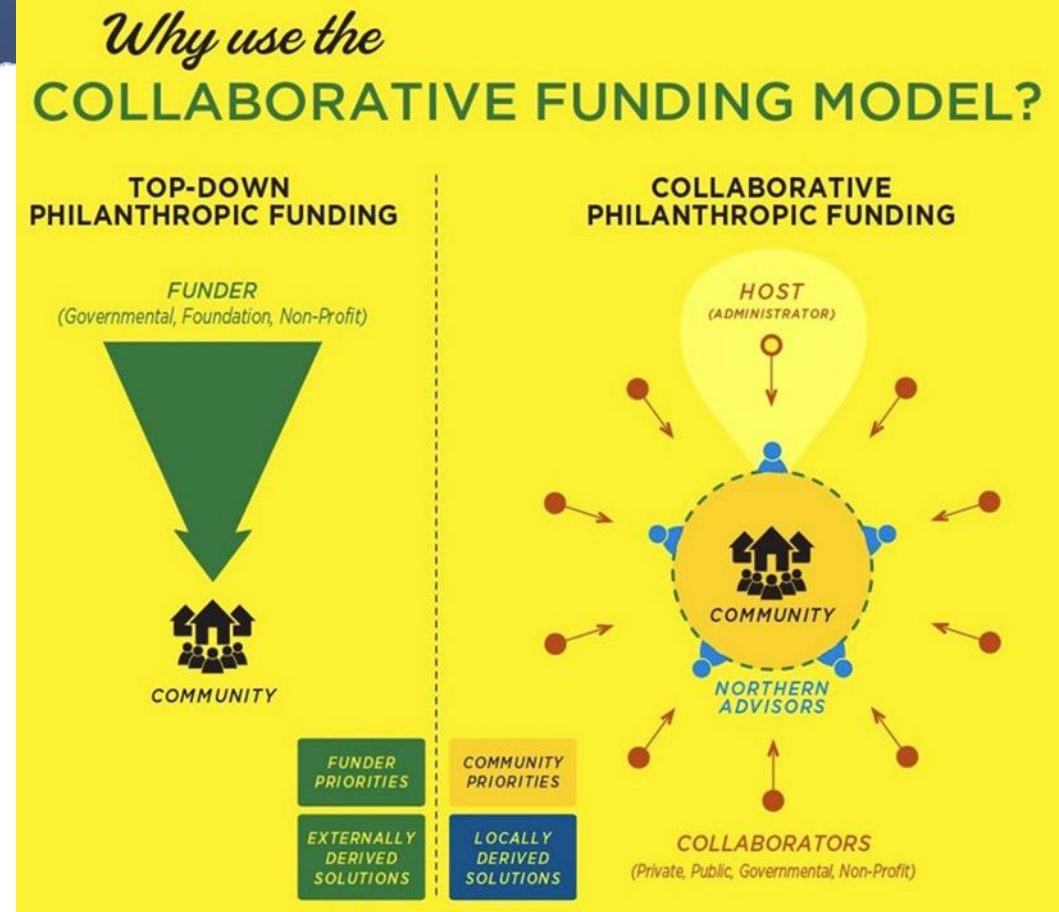 Why use the
COLLABORATIVE FUNDING MODEL?
TOP-DOWN
PHILANTHROPIC FUNDING
FUNDER
(Governmental, Foundation, Non-Profit)
COMMUNITY
COLLABORATIVE
PHILANTHROPIC FUNDING
HOST
(ADMINISTRATOR)
COMMUNITY
NORTHERN
ADVISORS
COLLABORATORS
(Private, Public, Governmental, Non-Profit)
FUNDER
PRIORITIES
COMMUNITY
PRIORITIES
EXTERNALLY
DERIVED
SOLUTIONS
LOCALLY
DERIVED
SOLUTIONS